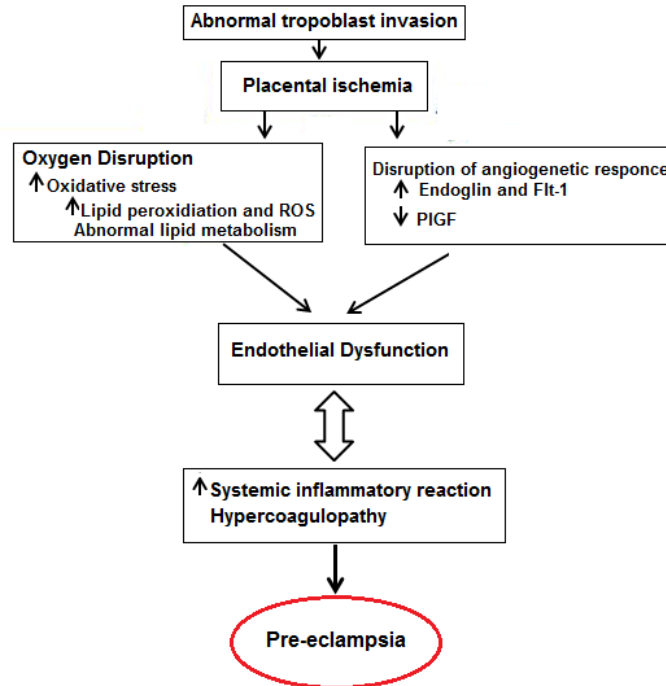 Abnormal tropoblast invasion
Placental ischemia
Oxygen Disruption
↑ Oxidative stress
↑ Lipid peroxidiation and ROS
Abnormal lipid metabolism
Disruption of angiogenetic responce
↑ Endoglin and Flt-1
↓ PIGF
Endothelial Dysfunction
↑ Systemic inflammatory reaction
Hypercoagulopathy
Pre-eclampsia